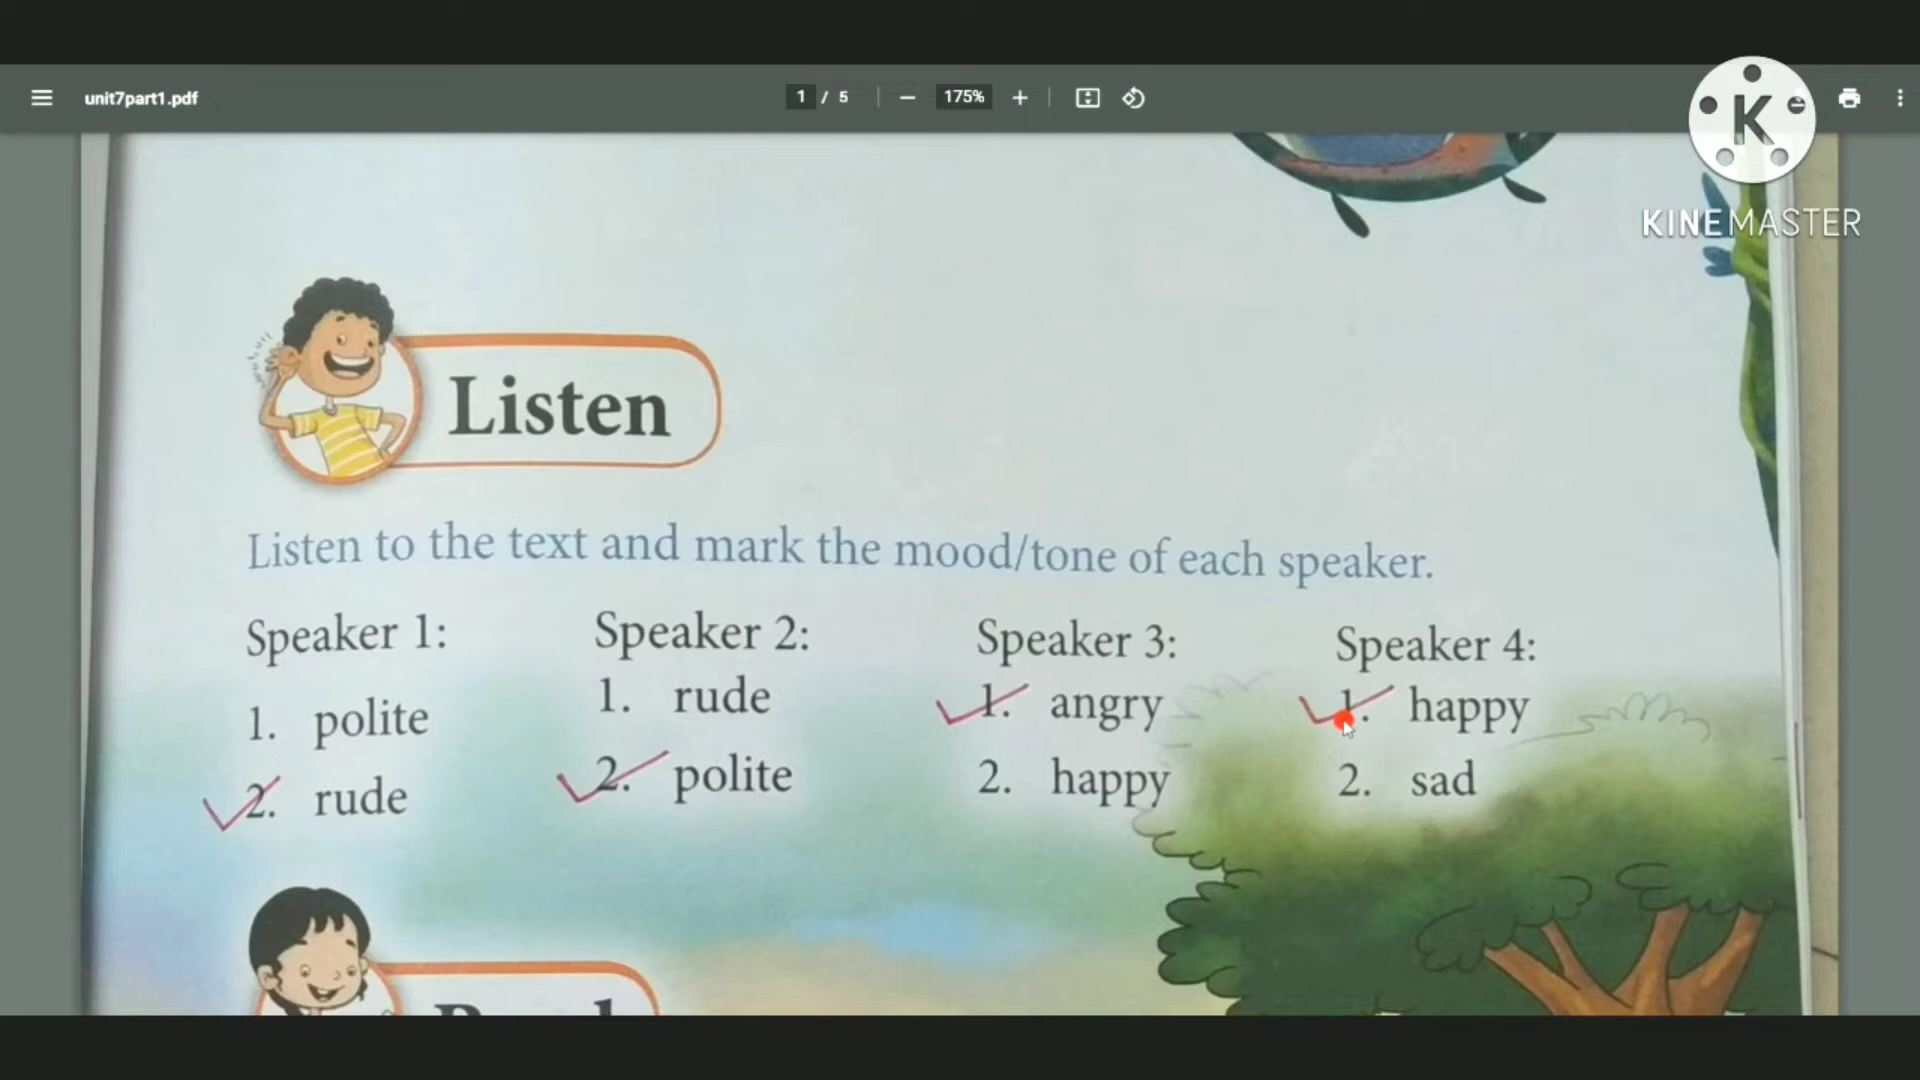 unit7part1.pdf
1 / 5
175%
K
KINEMASTER
Listen
Listen to the text and mark the mood/tone of each speaker.
Speaker 1:
1. polite
2. rude
Speaker 2:
1. rude
2. polite
Speaker 3:
1. angry
2. happy
Speaker 4:
1. happy
2. sad